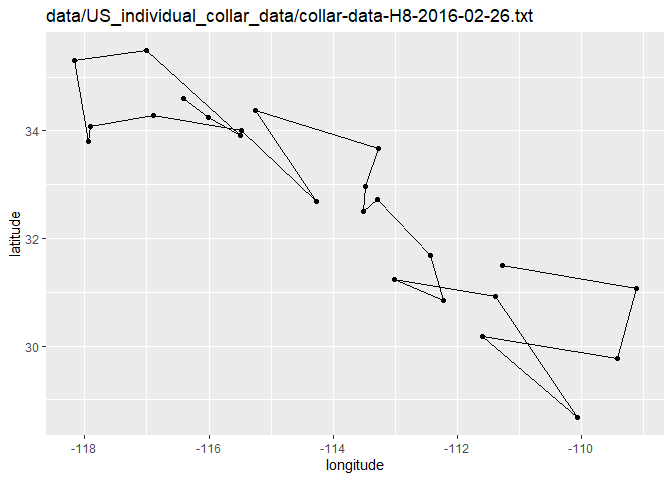 data/US_individual_collar_data/collar-data-H8-2016-02-26.txt
34
32
30
latitude
-118
-116
-114
-112
-110
longitude